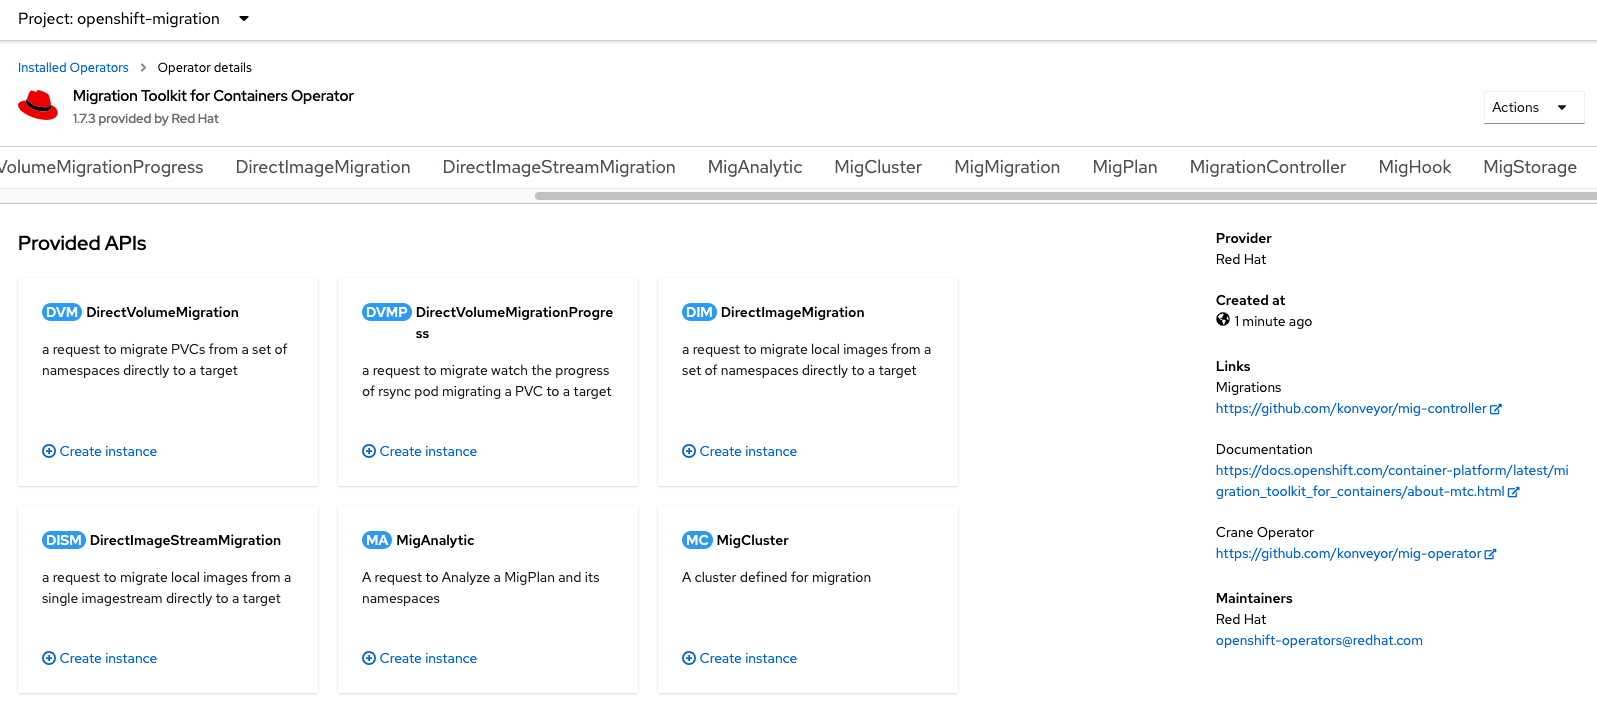 Project: openshift-migration
Installed Operators > Operator details
Migration Toolkit for Containers Operator
1.7.3 provided by Red Hat
Actions
VolumeMigrationProgress DirectImageMigration DirectImageStreamMigration MigAnalytic MigCluster MigMigration MigPlan MigrationController MigHook MigStorage
Provided APIs
DVM DirectVolumeMigration
a request to migrate PVCs from a set of
namespaces directly to a target
Create instance
DVMP DirectVolumeMigrationProgre
ss
a request to migrate watch the progress
of rsync pod migrating a PVC to a target
Create instance
DIM DirectImageMigration
a request to migrate local images from a
set of namespaces directly to a target
Create instance
DISM DirectImageStreamMigration
a request to migrate local images from a
single imagestream directly to a target
Create instance
MA MigAnalytic
A request to Analyze a MigPlan and its
namespaces
Create instance
MC MigCluster
A cluster defined for migration
Create instance
Provider
Red Hat
Created at
1 minute ago
Links
Migrations
https://github.com/konveyor/mig-controller
Documentation
https://docs.openshift.com/container-platform/latest/mi
gration_toolkit_for_containers/about-mtc.html
Crane Operator
https://github.com/konveyor/mig-operator
Maintainers
Red Hat
openshift-operators@redhat.com